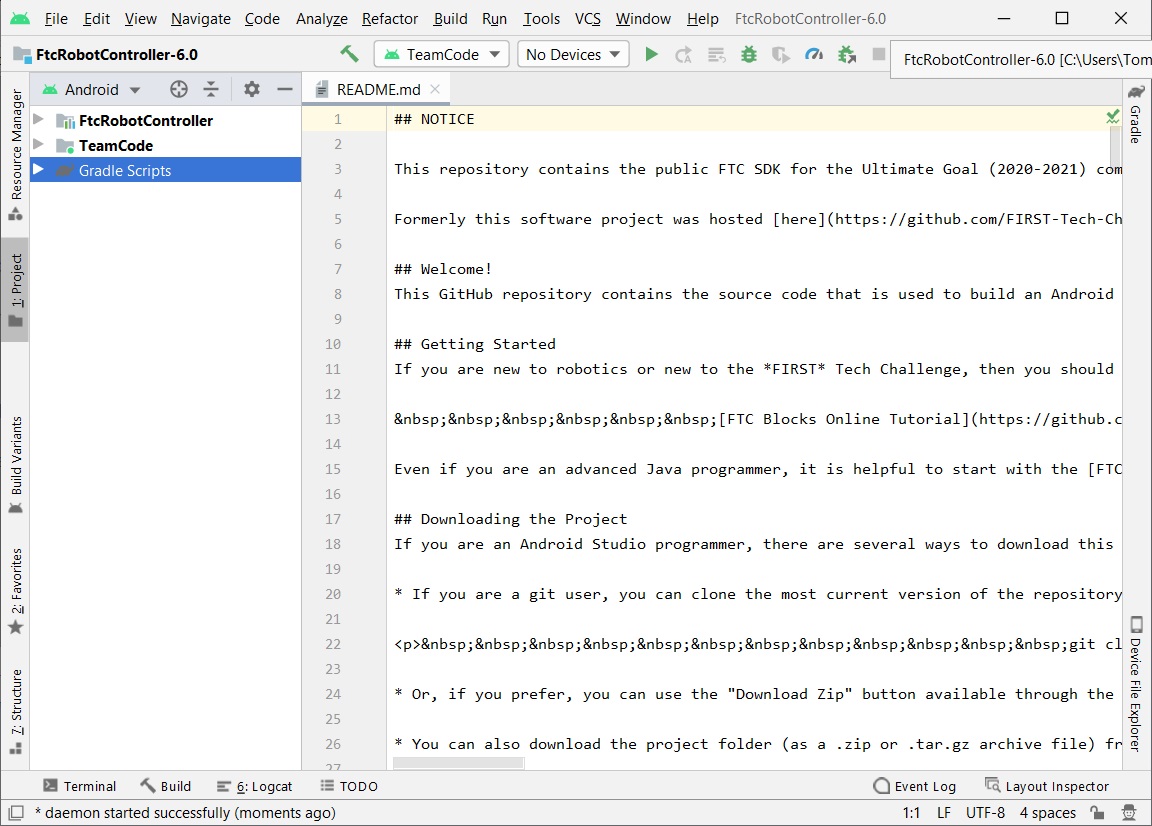 File Edit View Navigate Code Analyze Refactor Build Run Tools VCS Window Help FtcRobotController-6.0
FtcRobotController-6.0 TeamCode No Devices FtcRobotController-6.0 [C:\Users\Tom
Android README.md
Resource Manager
1: Project
Build Variants
2: Favorites
7: Structure
FtcRobotController
TeamCode
Gradle Scripts
1 ## NOTICE
2
3 This repository contains the public FTC SDK for the Ultimate Goal (2020-2021) com
4
5 Formerly this software project was hosted [here](https://github.com/FIRST-Tech-Ch
6
7 ## Welcome!
8 This GitHub repository contains the source code that is used to build an Android
9
10 ## Getting Started
11 If you are new to robotics or new to the *FIRST* Tech Challenge, then you should
12
13 &nbsp;&nbsp;&nbsp;&nbsp;&nbsp;&nbsp;[FTC Blocks Online Tutorial](https://github.c
14
15 Even if you are an advanced Java programmer, it is helpful to start with the [FTC
16
17 ## Downloading the Project
18 If you are an Android Studio programmer, there are several ways to download this
19
20 * If you are a git user, you can clone the most current version of the repository
21
22 <p>&nbsp;&nbsp;&nbsp;&nbsp;&nbsp;&nbsp;&nbsp;&nbsp;&nbsp;&nbsp;&nbsp;&nbsp;git cl
23
24 * Or, if you prefer, you can use the "Download Zip" button available through the
25
26 * You can also download the project folder (as a .zip or .tar.gz archive file) fr
27
Gradle
Device File Explorer
Terminal Build 6: Logcat TODO Event Log Layout Inspector
* daemon started successfully (moments ago) 1:1 LF UTF-8 4 spaces